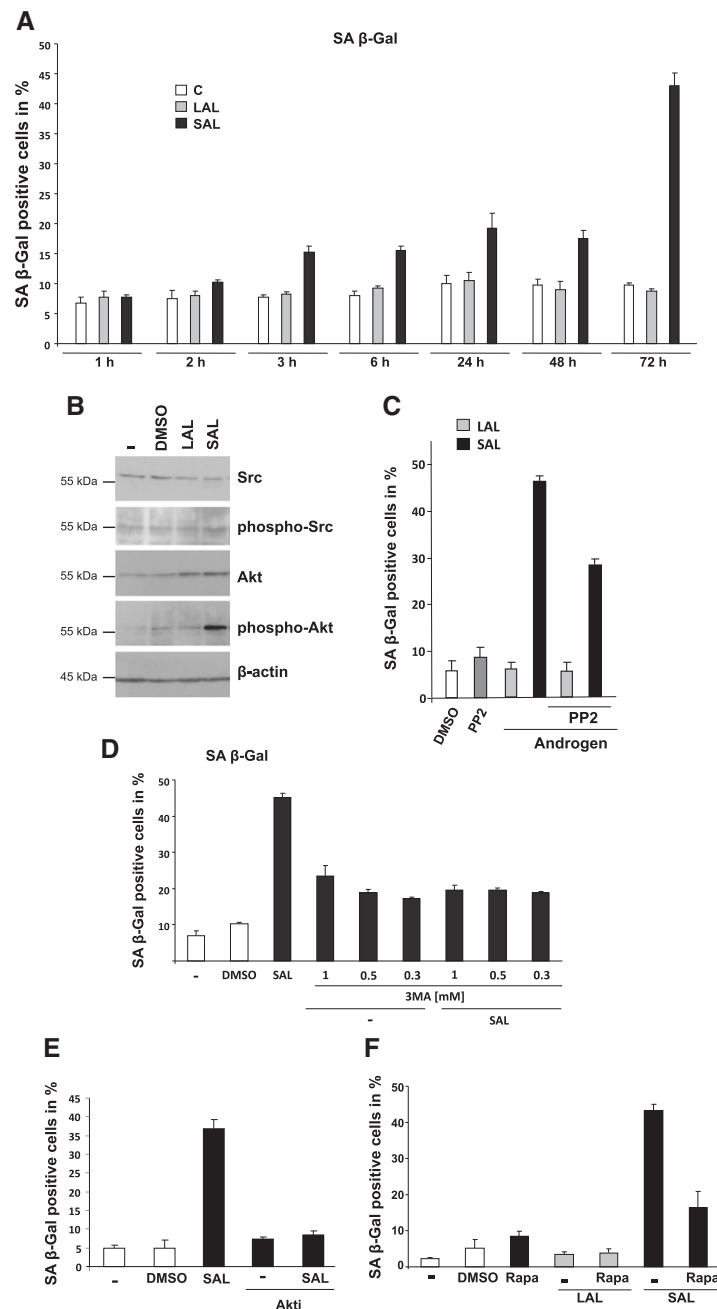 A
SA β-Gal
SA β-Gal positive cells in %
50
45
40
35
30
25
20
15
10
5
0
C
LAL
SAL
1 h 2 h 3 h 6 h 24 h 48 h 72 h
B
- DMSO LAL SAL
55 kDa Src
55 kDa phospho-Src
55 kDa Akt
55 kDa phospho-Akt
45 kDa β-actin
C
LAL
SAL
SA β-Gal positive cells in %
50
40
30
20
10
0
DMSO PP2
PP2
Androgen
D
SA β-Gal
SA β-Gal positive cells in %
50
40
30
20
10
- DMSO SAL 1 0.5 0.3 1 0.5 0.3
3MA [mM]
- SAL
E
SA β-Gal positive cells in %
45
40
35
30
25
20
15
10
5
0
- DMSO SAL - SAL
Akti
F
SA β-Gal positive cells in %
50
40
30
20
10
0
- DMSO Rapa - Rapa - Rapa
LAL SAL